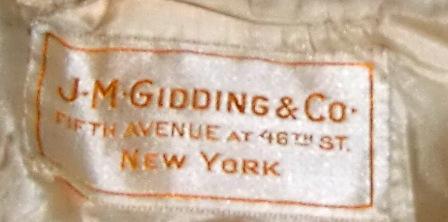 J·M·GIDDING & CO·
FIFTH AVENUE AT 46TH ST.
NEW YORK